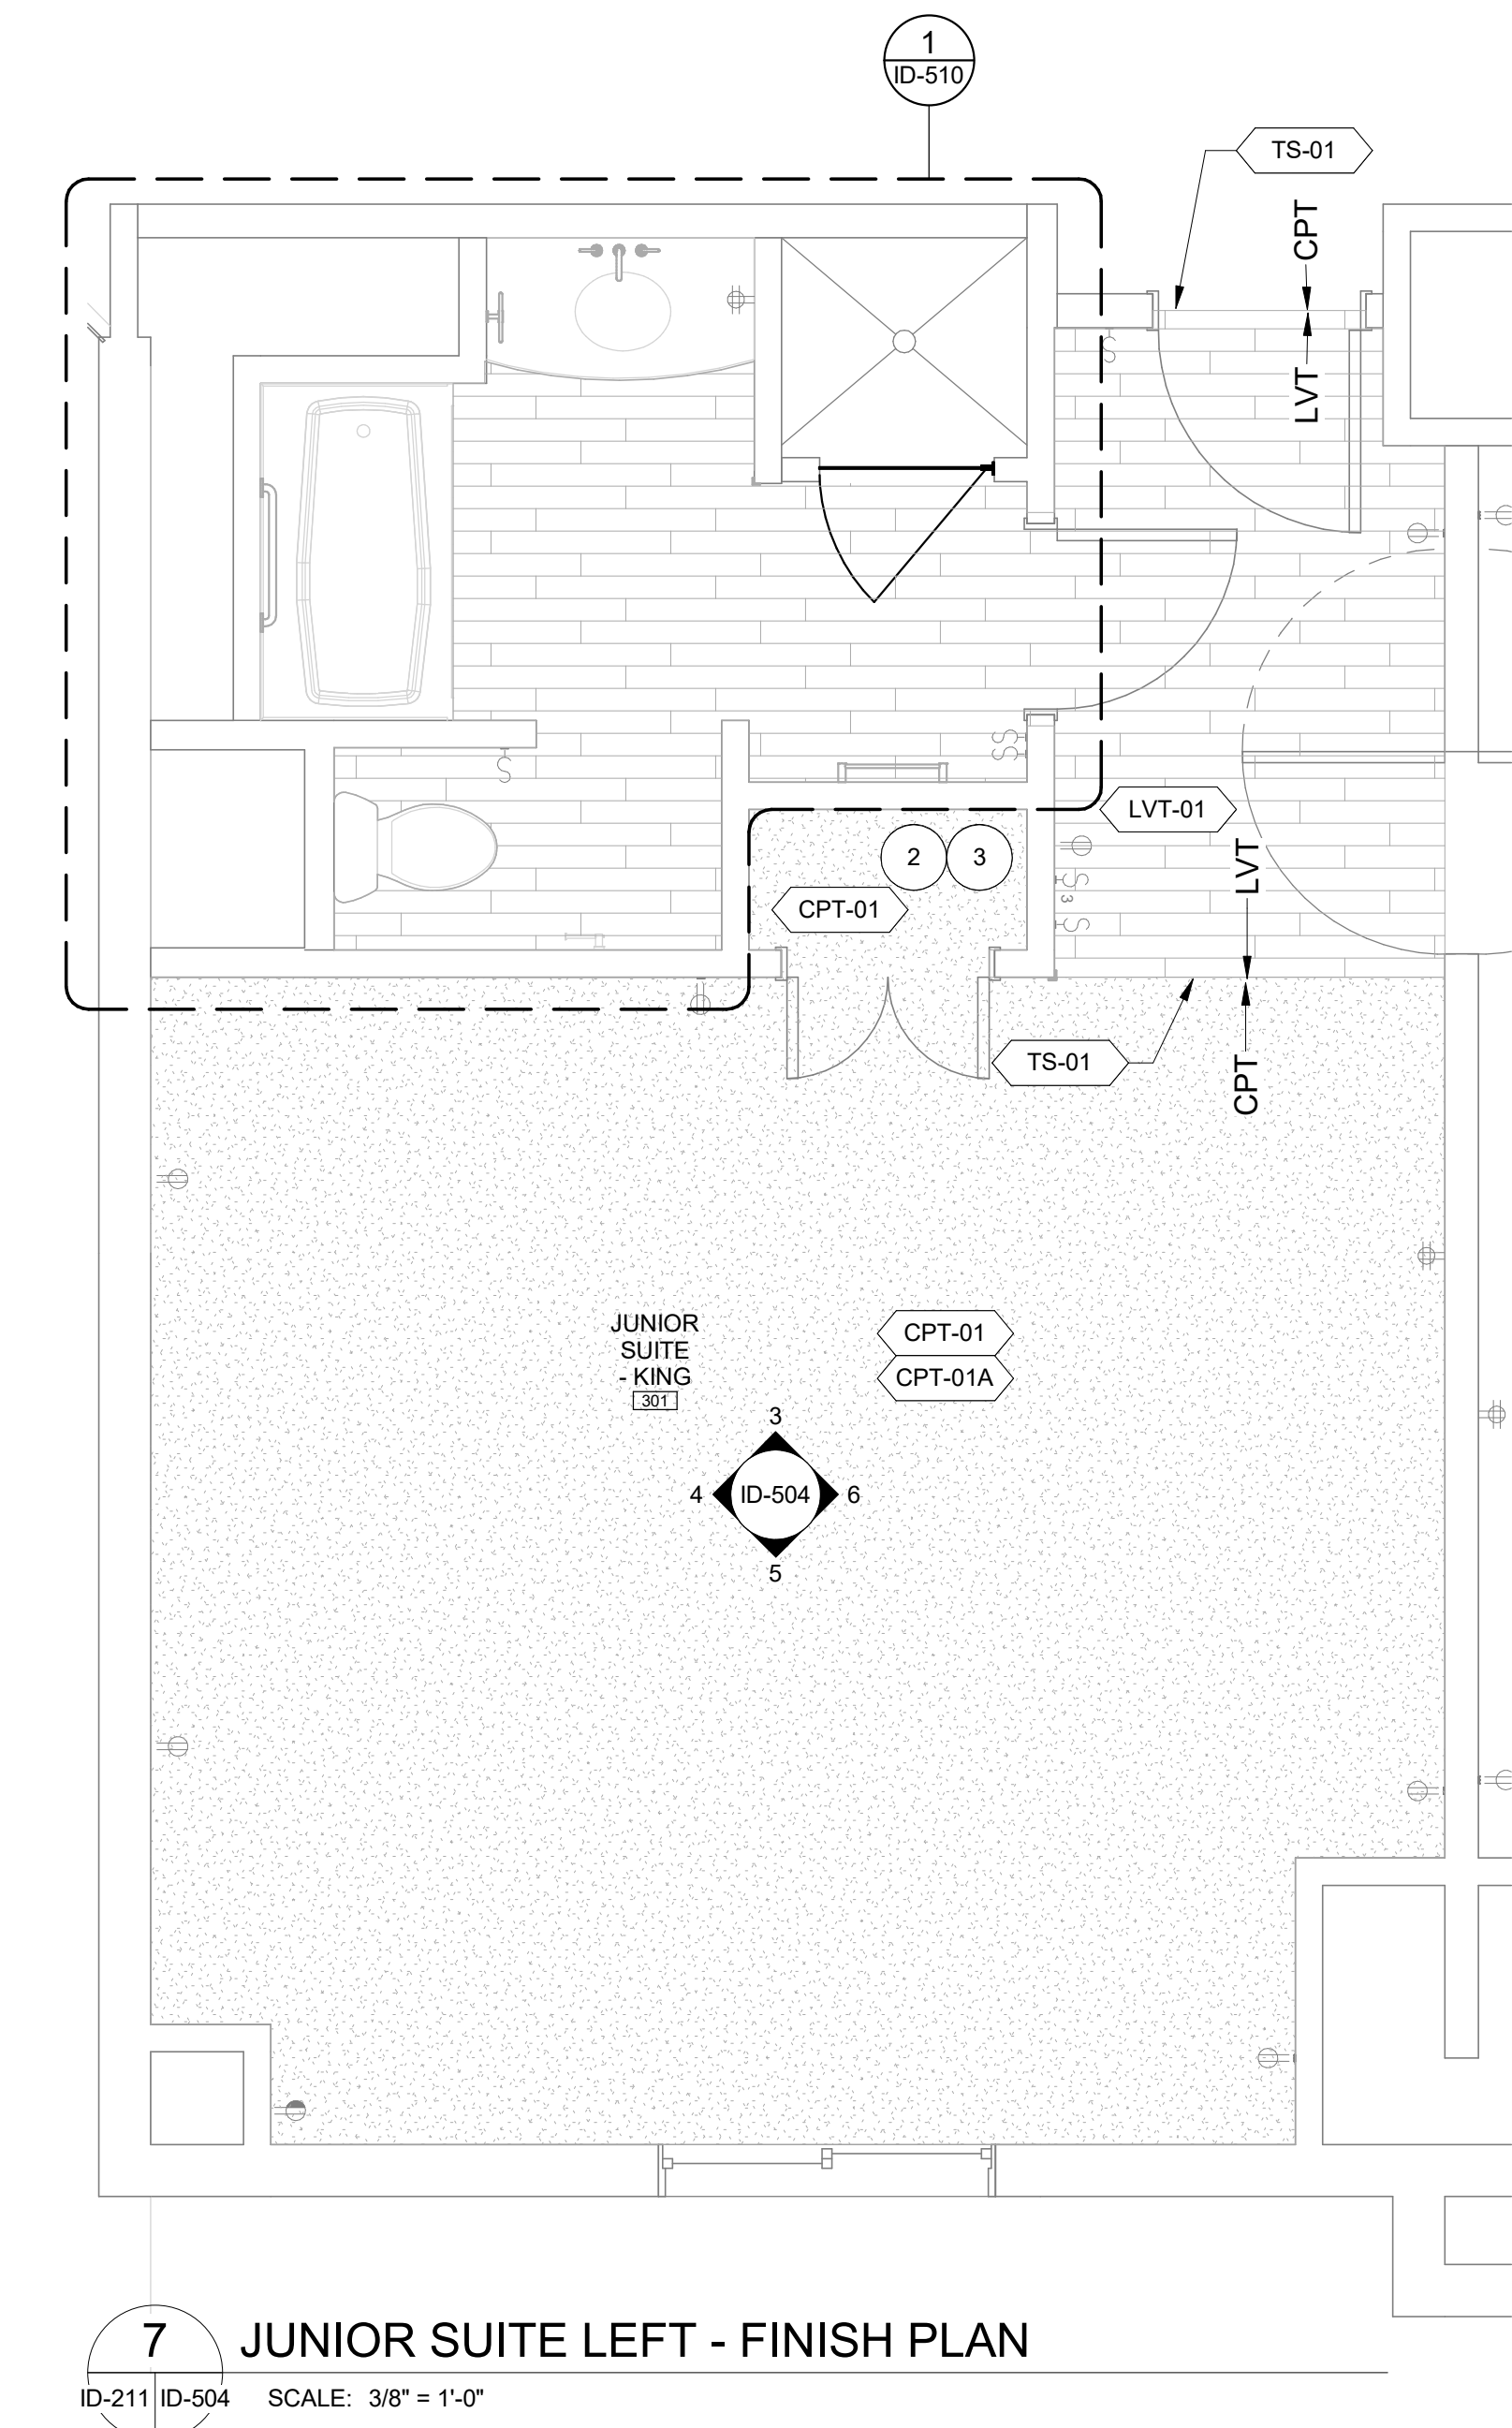 1
ID-510
TS-01
CPT
LVT
S
S
SS
LVT-01
2 3
CPT-01
LVT
S
3
S
TS-01
CPT
JUNIOR
SUITE
- KING
301
CPT-01
CPT-01A
3
4 ID-504 6
5
7 JUNIOR SUITE LEFT - FINISH PLAN
ID-211 ID-504 SCALE: 3/8" = 1'-0"